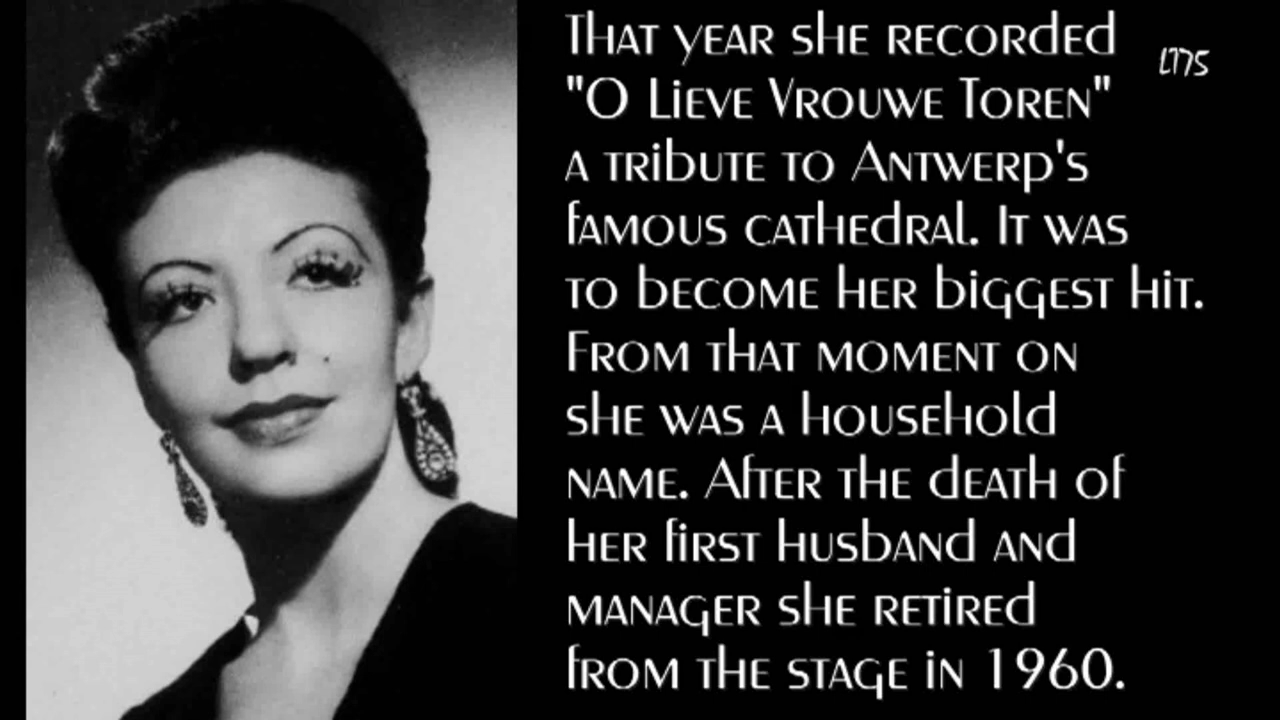 That year she recorded
"O Lieve Vrouwe Toren"
a tribute to Antwerp's
famous cathedral. It was
to become her biggest hit.
From that moment on
she was a household
name. After the death of
her first husband and
manager she retired
from the stage in 1960.